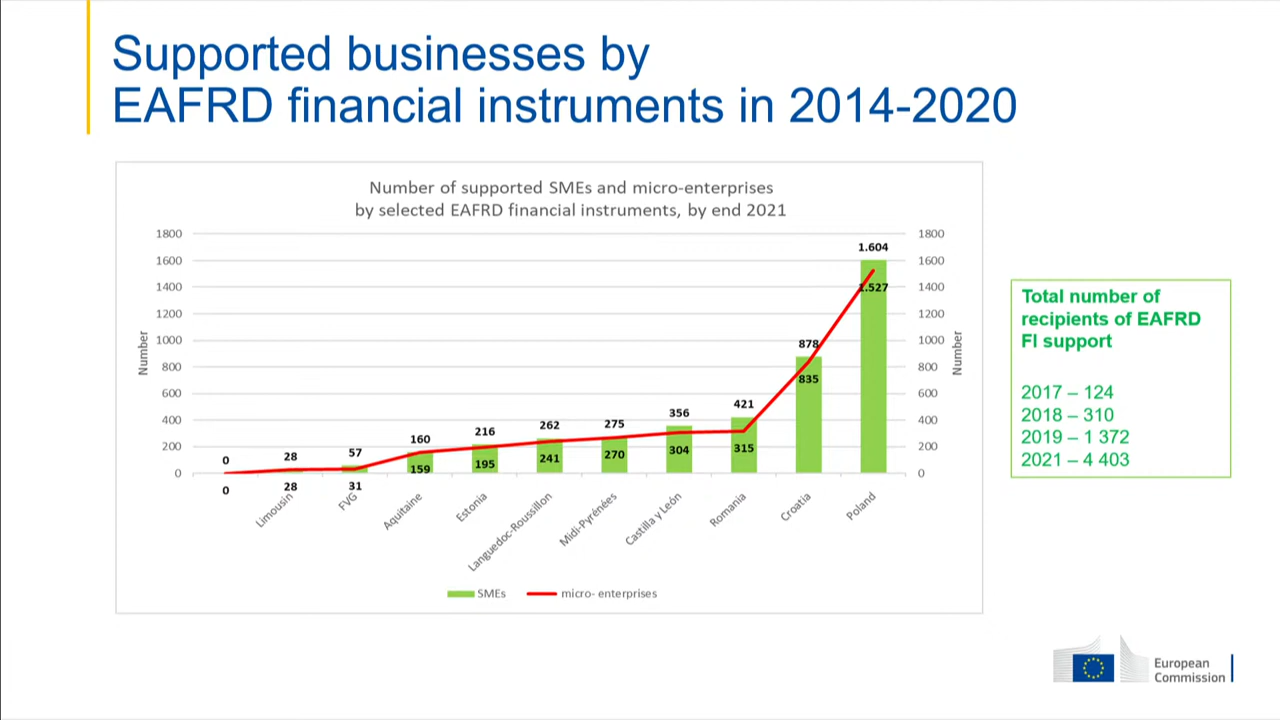 Supported businesses by
EAFRD financial instruments in 2014-2020
Number of supported SMEs and micro-enterprises
by selected EAFRD financial instruments, by end 2021
1800
1600
1400
1200
1000
800
600
400
200
0
Number
1800
1600
1400
1200
1000
800
600
400
200
0
Number
0
28
57
160
216
262
275
356
421
878
1.604
0
28
31
159
195
241
270
304
315
835
1.527
Limousin
FVG
Aquitaine
Estonia
Languedoc-Roussillon
Midi-Pyrénées
Castilla y León
Romania
Croatia
Poland
SMEs
micro- enterprises
Total number of
recipients of EAFRD
FI support
2017 – 124
2018 – 310
2019 – 1 372
2021 – 4 403
European
Commission